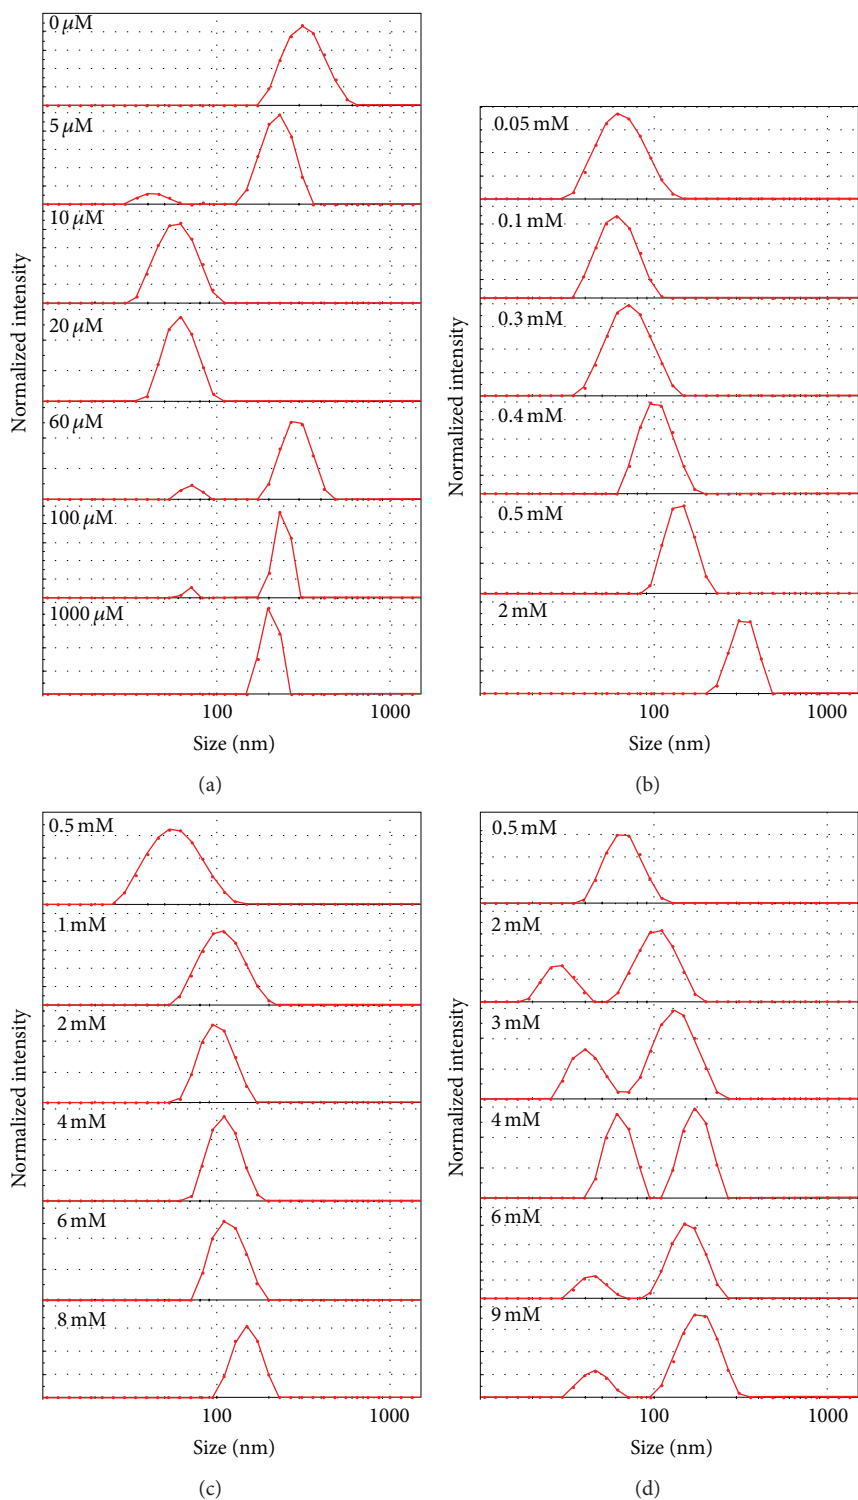 0 μM
5 μM
10 μM
20 μM
60 μM
100 μM
1000 μM
Normalized intensity
100
1000
Size (nm)
(a)
0.05 mM
0.1 mM
0.3 mM
0.4 mM
0.5 mM
2 mM
Normalized intensity
100
1000
Size (nm)
(b)
0.5 mM
1 mM
2 mM
4 mM
6 mM
8 mM
Normalized intensity
100
1000
Size (nm)
(c)
0.5 mM
2 mM
3 mM
4 mM
6 mM
9 mM
Normalized intensity
100
1000
Size (nm)
(d)